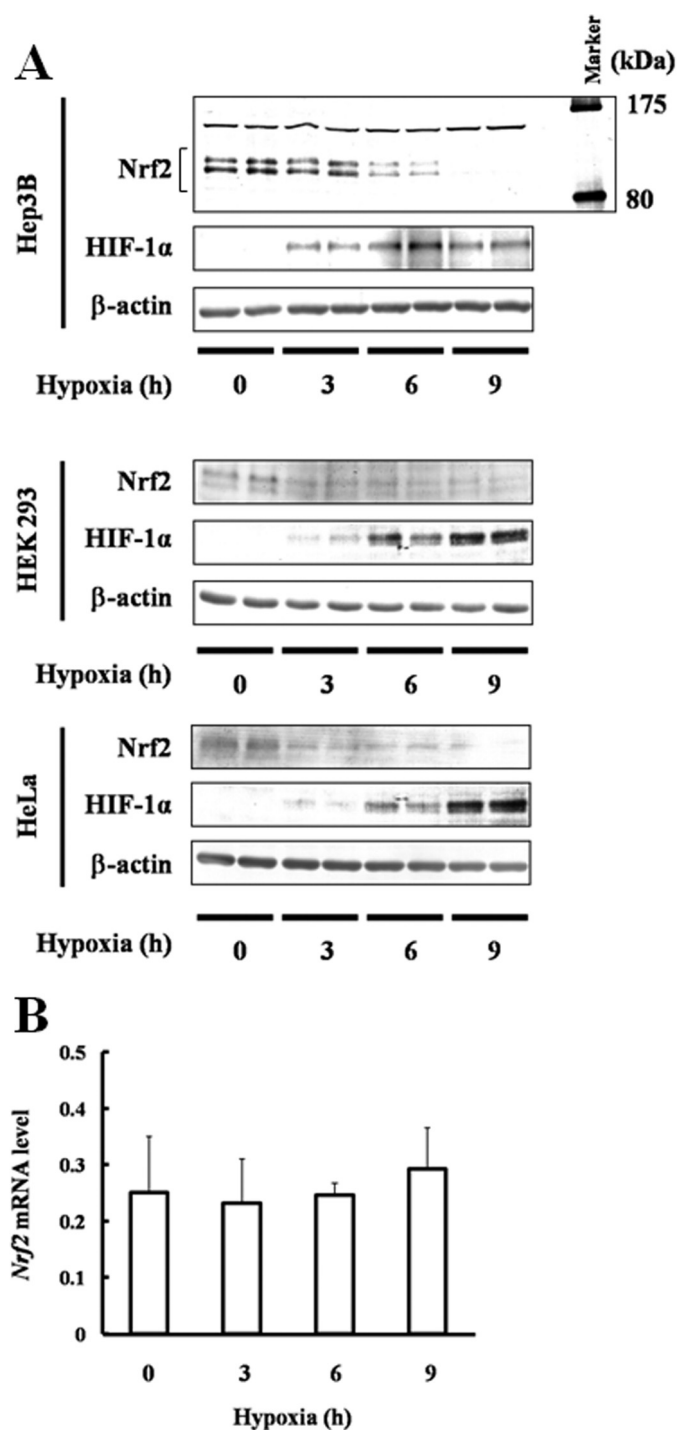 A
Marker
(kDa)
175
Hep3B
Nrf2
80
HIF-1α
β-actin
Hypoxia (h)
0 3 6 9
HEK 293
Nrf2
HIF-1α
β-actin
Hypoxia (h)
0 3 6 9
HeLa
Nrf2
HIF-1α
β-actin
Hypoxia (h)
0 3 6 9
B
Nrf2 mRNA level
0.5
0.4
0.3
0.2
0.1
0
0 3 6 9
Hypoxia (h)